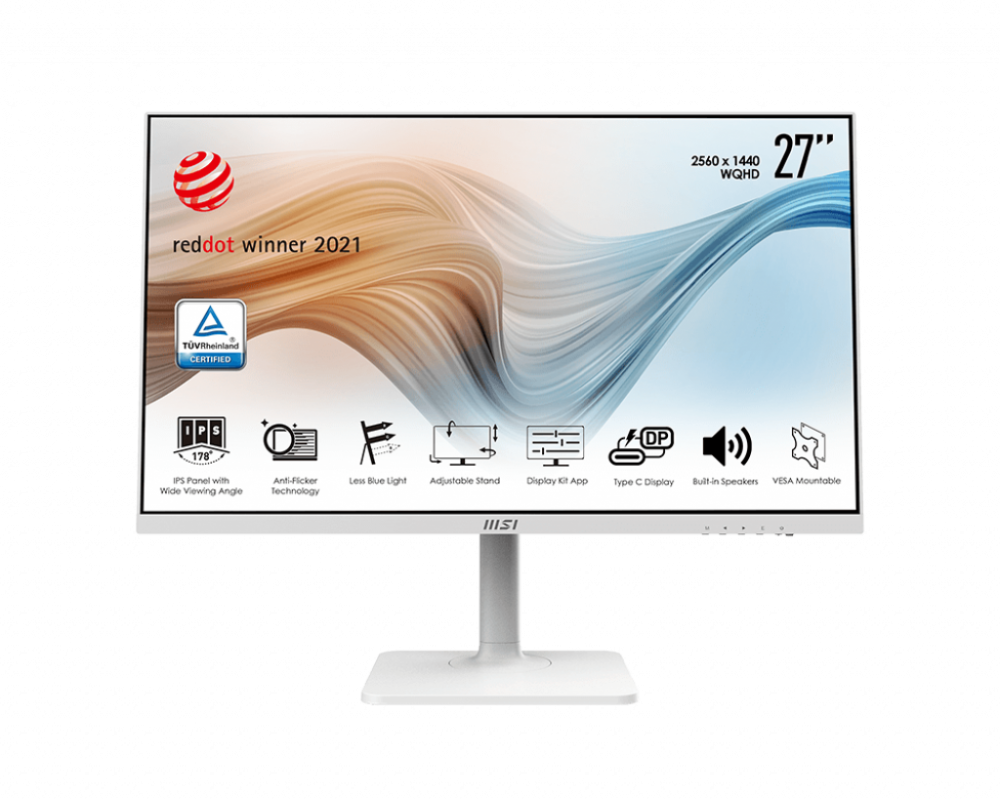 2560 x 1440
WQHD
27”
reddot winner 2021
TÜVRheinland®
CERTIFIED
IPS
178°
DP
IPS Panel with
Wide Viewing Angle
Anti-Flicker
Technology
Less Blue Light
Adjustable Stand
Display Kit App
Type C Display
Built-in Speakers
VESA Mountable
MSI